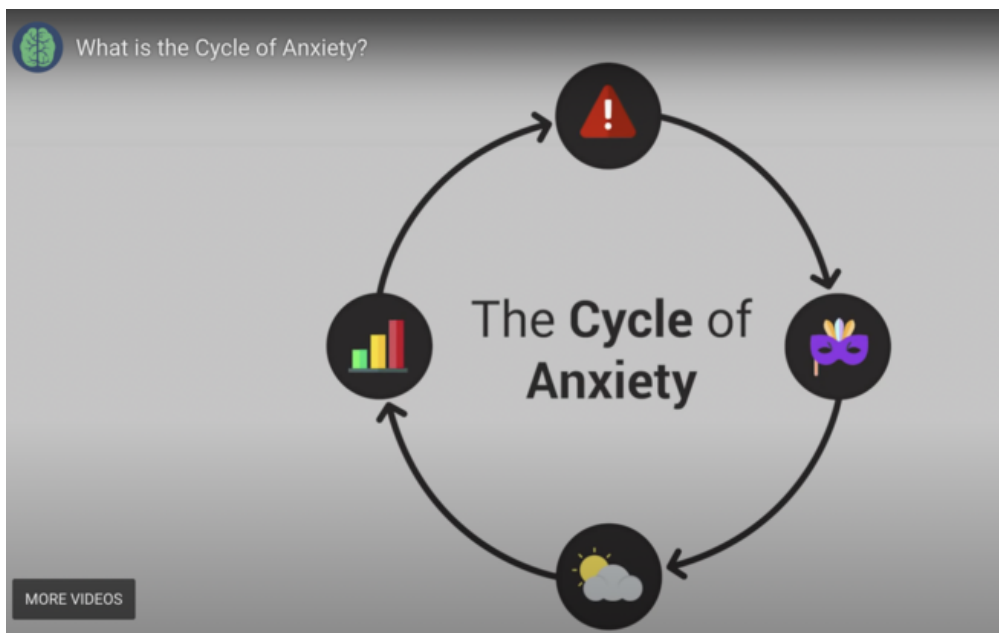 What is the Cycle of Anxiety?
!
The Cycle of
Anxiety
MORE VIDEOS